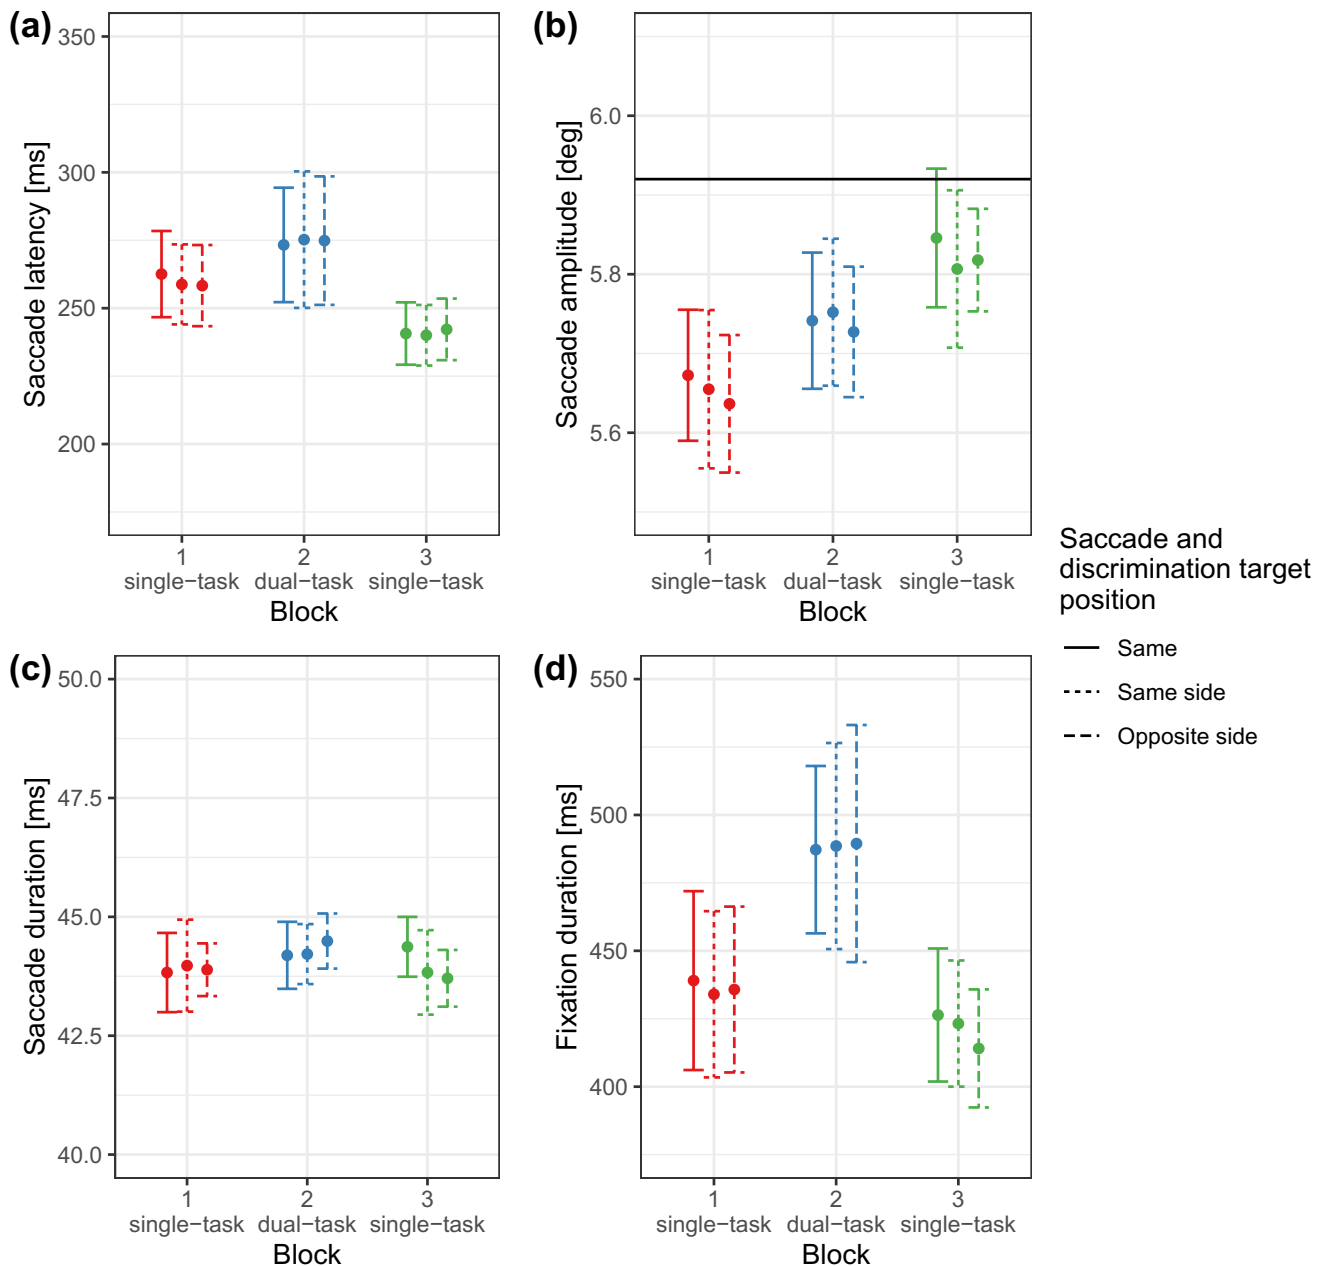 (a)
350
300
250
200
Saccade latency [ms]
1
2
3
single−task
dual−task
single−task
Block
(b)
6.0
5.8
5.6
Saccade amplitude [deg]
1
2
3
single−task
dual−task
single−task
Block
(c)
50.0
47.5
45.0
42.5
40.0
Saccade duration [ms]
1
2
3
single−task
dual−task
single−task
Block
(d)
550
500
450
400
Fixation duration [ms]
1
2
3
single−task
dual−task
single−task
Block
Saccade and
discrimination target
position
Same
Same side
Opposite side